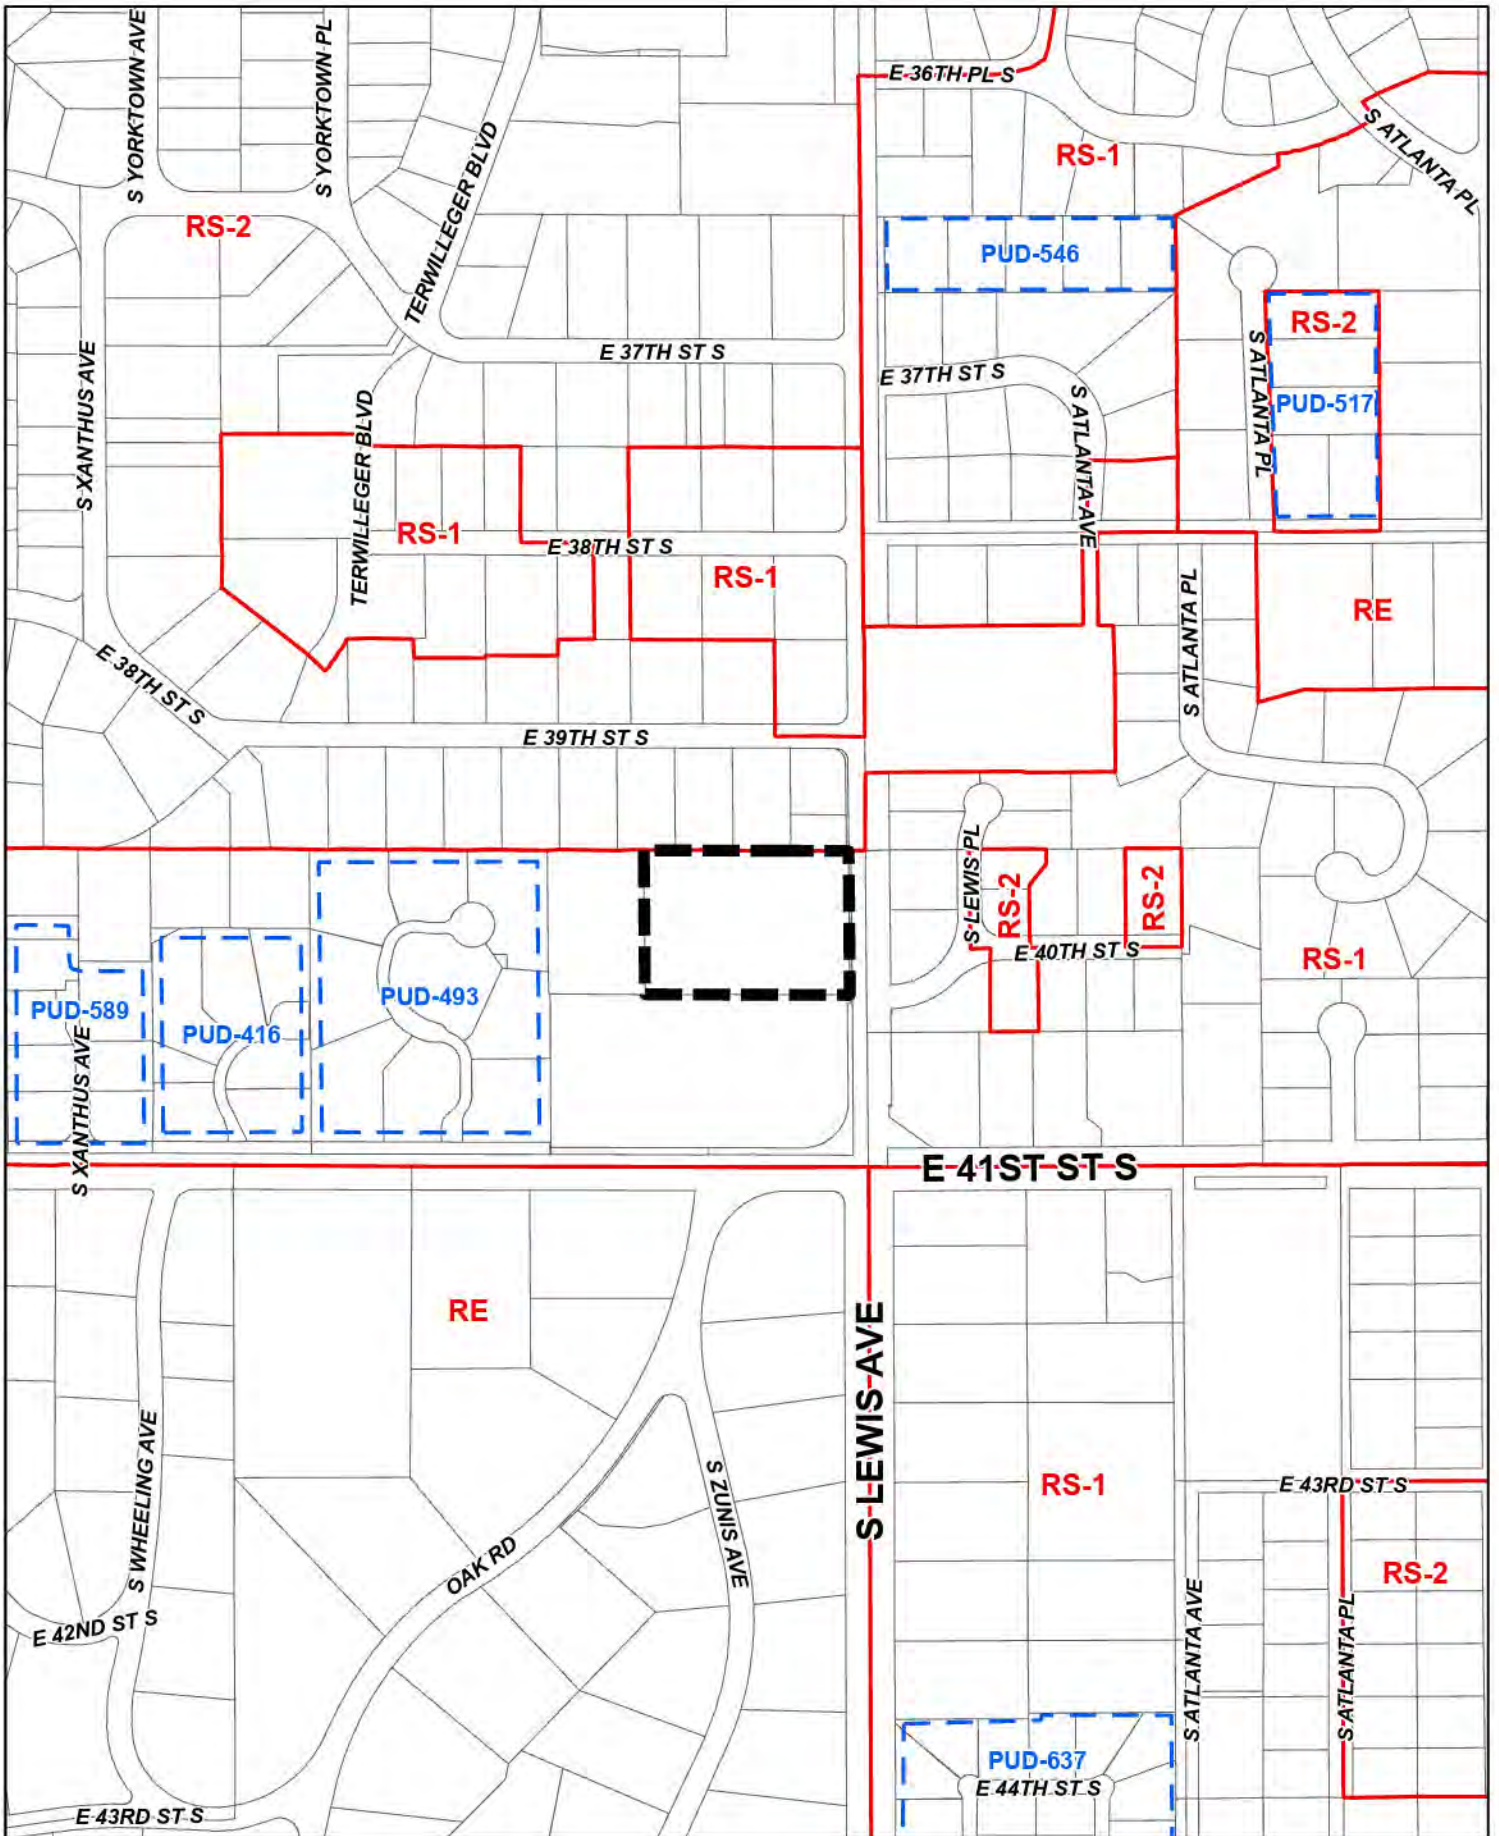 S YORKTOWN AVE
S YORKTOWN PL
E 36TH PL S
S ATLANTA PL
RS-1
TERWILLEGER BLVD
RS-2
PUD-546
RS-2
E 37TH ST S
E 37TH ST S
S XANTHUS AVE
S ATLANTA PL
PUD-517
TERWILLEGER BLVD
S ATLANTA AVE
RS-1
E 38TH ST S
RS-1
RE
S ATLANTA PL
E 38TH ST S
E 39TH ST S
S LEWIS PL
RS-2
RS-2
E 40TH ST S
RS-1
PUD-589
PUD-416
PUD-493
S XANTHUS AVE
E 41ST ST S
RE
S LEWIS AVE
S WHEELING AVE
S ZUNIS AVE
RS-1
E 43RD ST S
OAK RD
RS-2
E 42ND ST S
S ATLANTA AVE
S ATLANTA PL
PUD-637
E 44TH ST S
E 43RD ST S